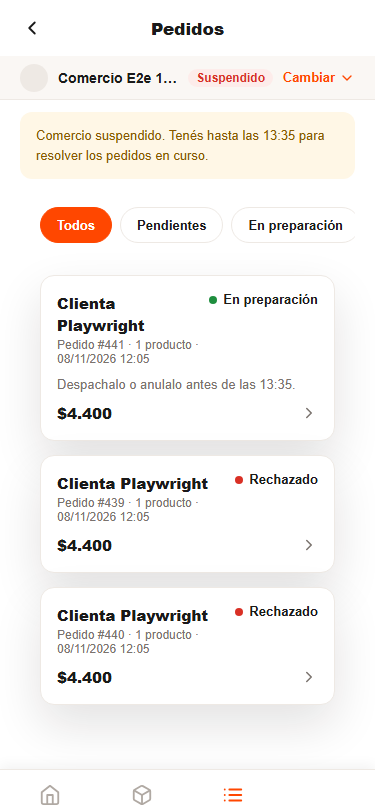 Pedidos
Comercio E2e 1...
Suspendido
Cambiar
Comercio suspendido. Tenés hasta las 13:35 para
resolver los pedidos en curso.
Todos
Pendientes
En preparación
Clienta
Playwright
En preparación
Pedido #441 · 1 producto ·
08/11/2026 12:05
Despachalo o anulalo antes de las 13:35.
$4.400
Clienta Playwright
Rechazado
Pedido #439 · 1 producto ·
08/11/2026 12:05
$4.400
Clienta Playwright
Rechazado
Pedido #440 · 1 producto ·
08/11/2026 12:05
$4.400